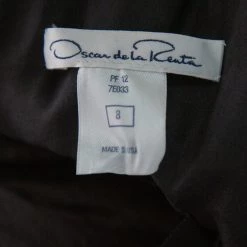 Oscar de la Renta
PF 12
7E033
8
MADE IN USA